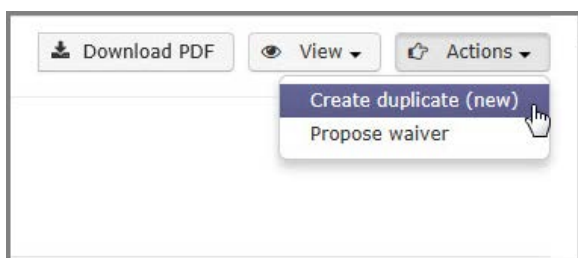 Download PDF View Actions
Create duplicate (new)
Propose waiver